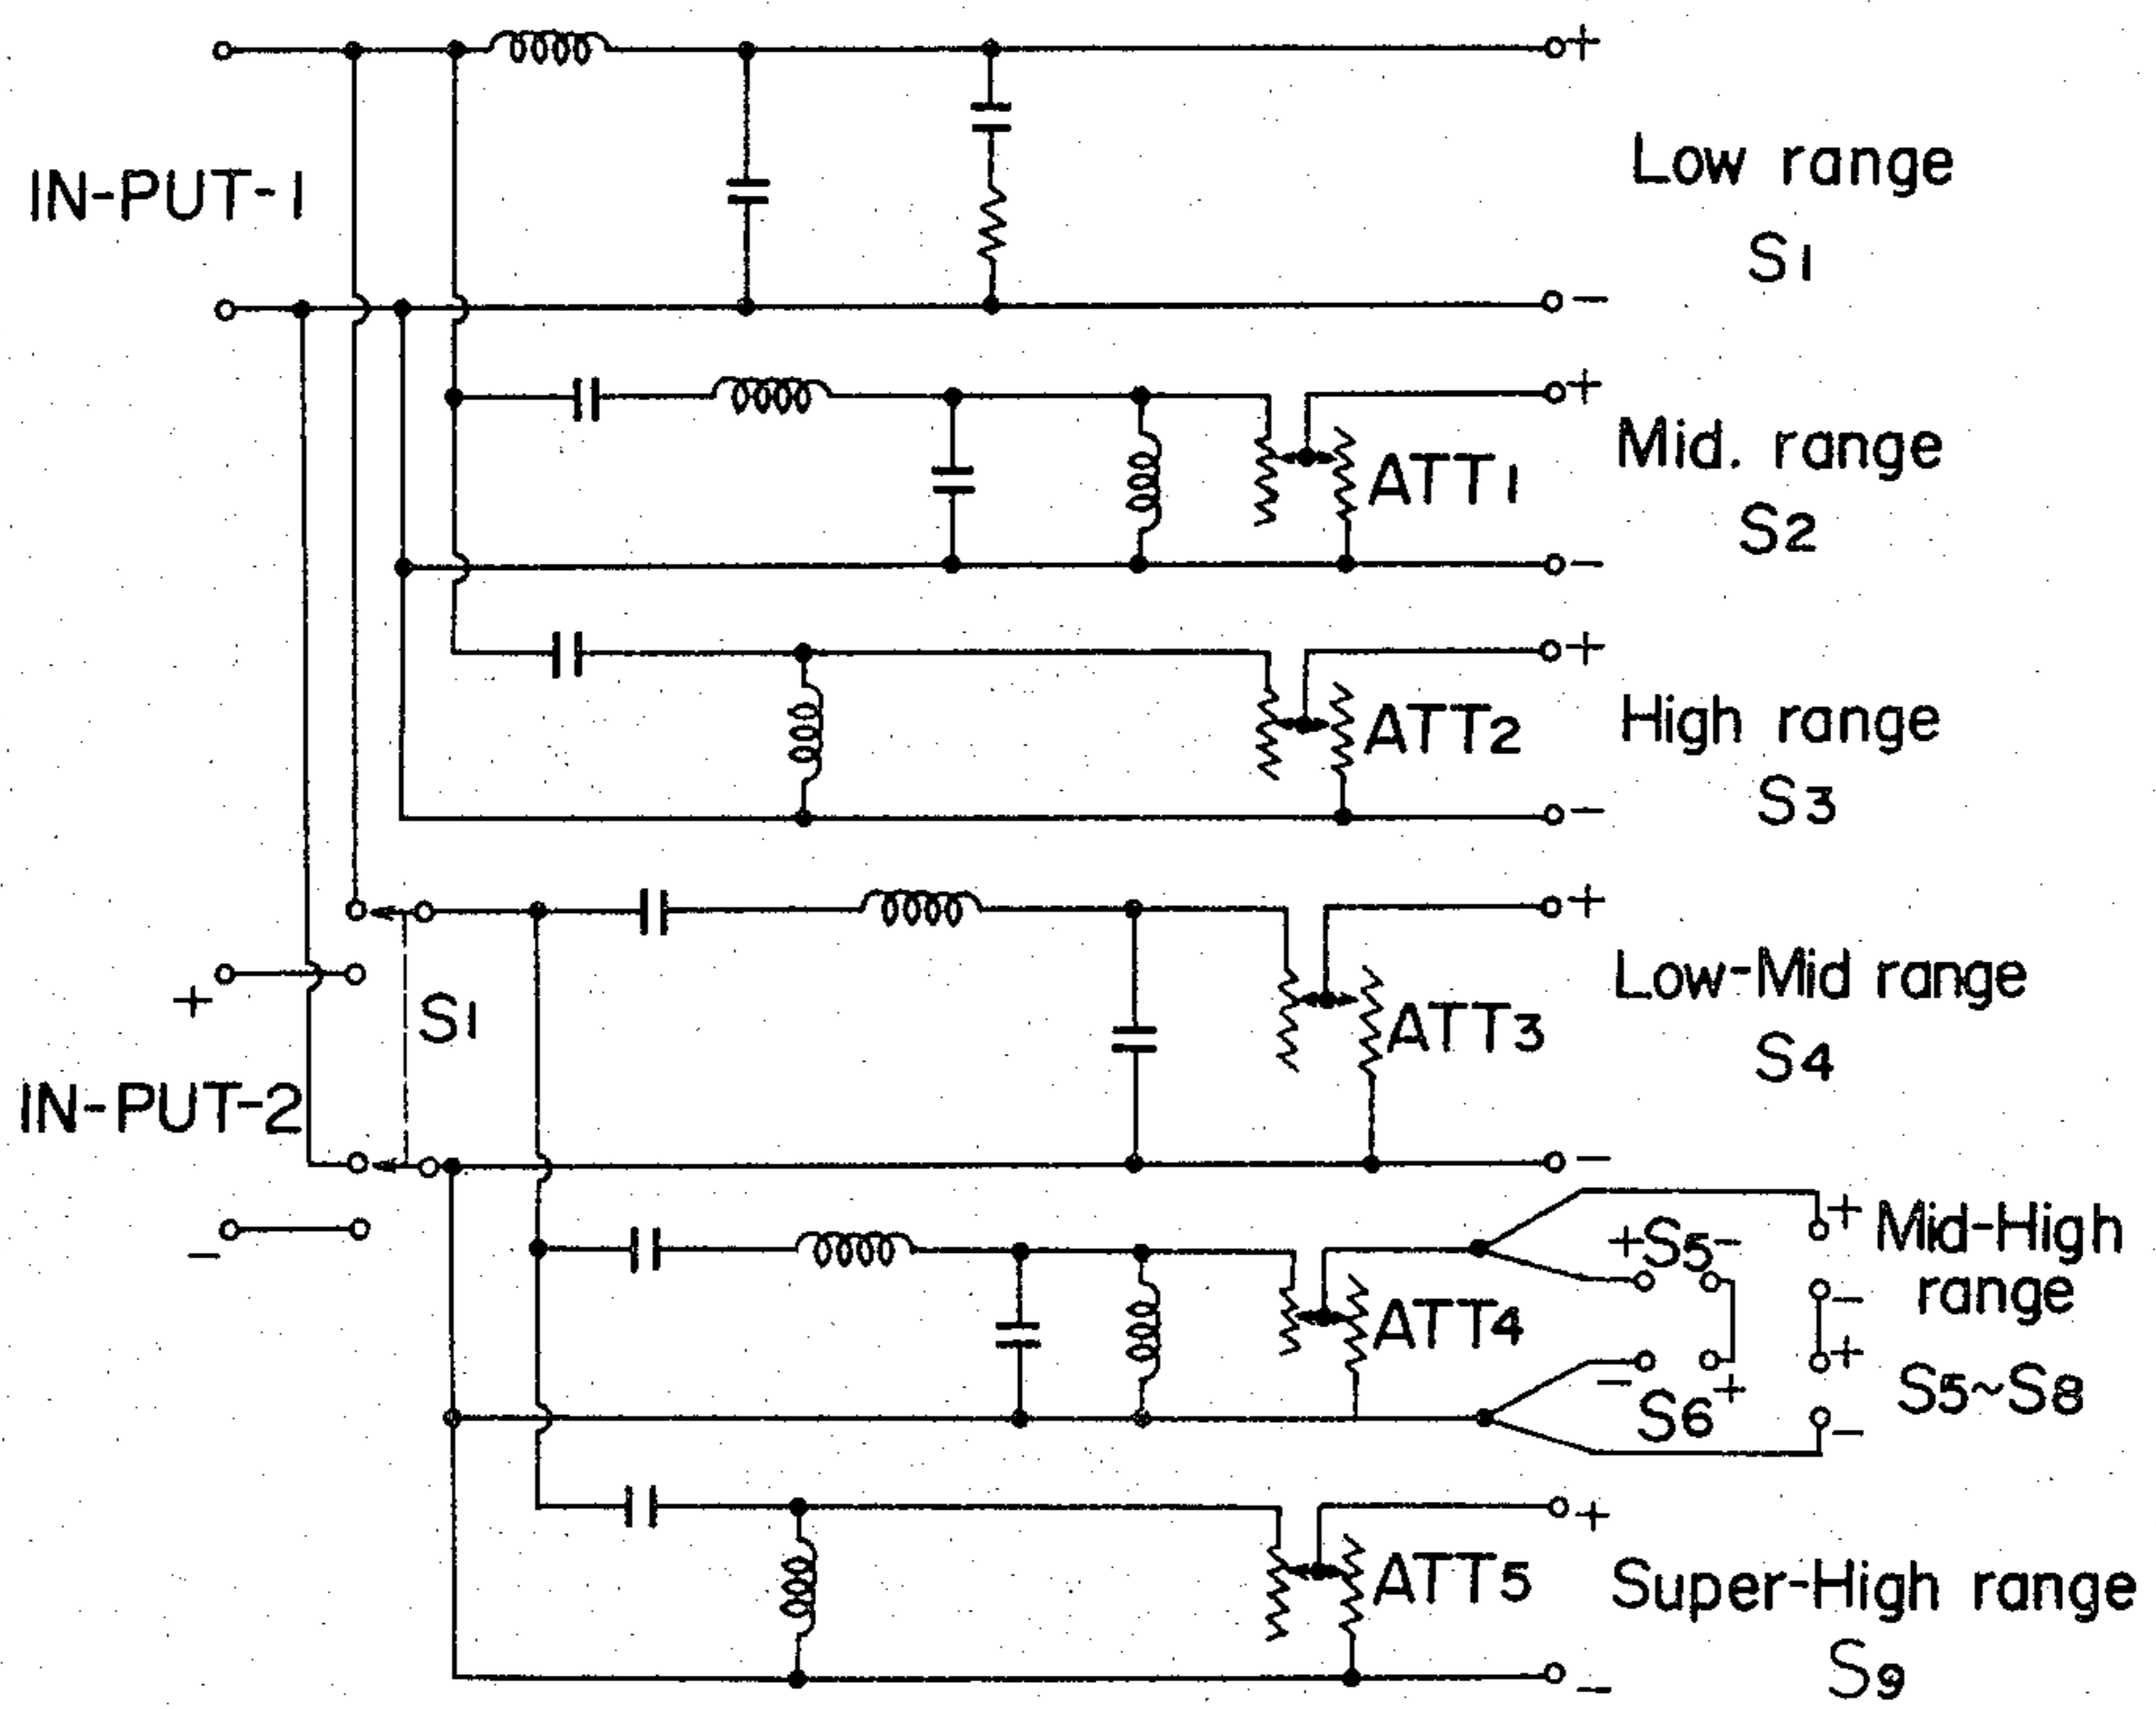 +
IN-PUT-1
Low range
S1
-
+
Mid. range
ATT1
S2
-
+
High range
ATT2
S3
-
+
Low-Mid range
+
S1
ATT3
S4
IN-PUT-2
-
-
+
Mid-High
+S5-
range
-
ATT4
+
S5~S8
-
+
S6
-
+
ATT5
Super-High range
S9
-